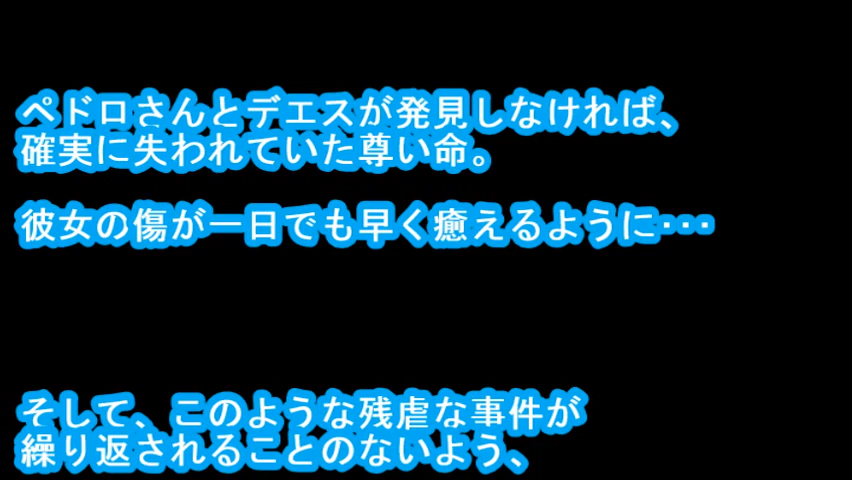 ペドロさんとデエスが発見しなければ、
確実に失われていた尊い命。
彼女の傷が一日でも早く癒えるように・・・
そして、このような残虐な事件が
繰り返されることのないよう、